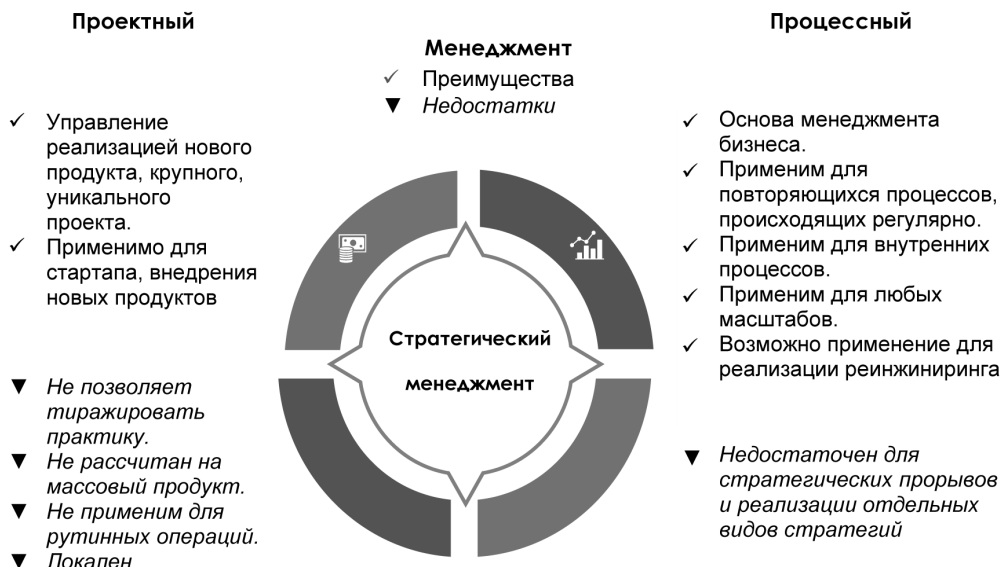 Проектный
Управление
реализацией нового
продукта, крупного,
уникального
проекта.
Применимо для
стартапа, внедрения
новых продуктов
Не позволяет
тиражировать
практику.
Не рассчитан на
массовый продукт.
Не применим для
рутинных операций.
Локален
Менеджмент
Преимущества
Недостатки
Стратегический
менеджмент
Процессный
Основа менеджмента
бизнеса.
Применим для
повторяющихся процессов,
происходящих регулярно.
Применим для внутренних
процессов.
Применим для любых
масштабов.
Возможно применение для
реализации реинжиниринга
Недостаточен для
стратегических прорывов
и реализации отдельных
видов стратегий